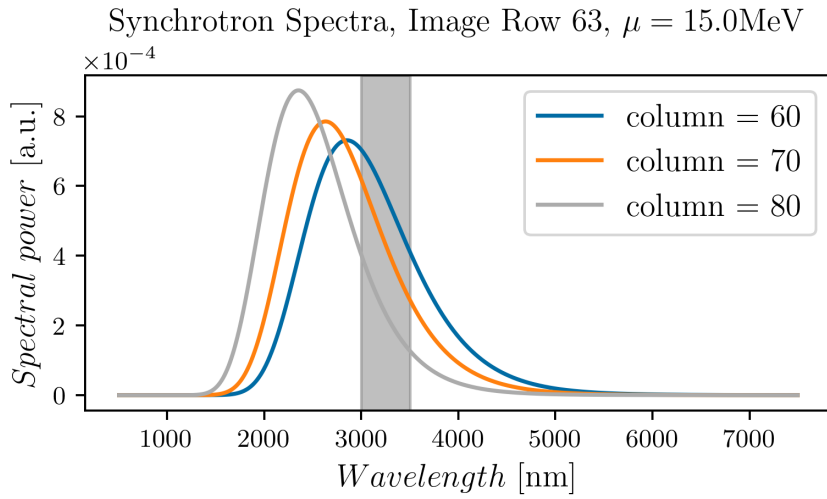 Synchrotron Spectra, Image Row 63, μ = 15.0MeV
×10⁻⁴
Spectral power [a.u.]
8
6
4
2
0
column = 60
column = 70
column = 80
1000 2000 3000 4000 5000 6000 7000
Wavelength [nm]